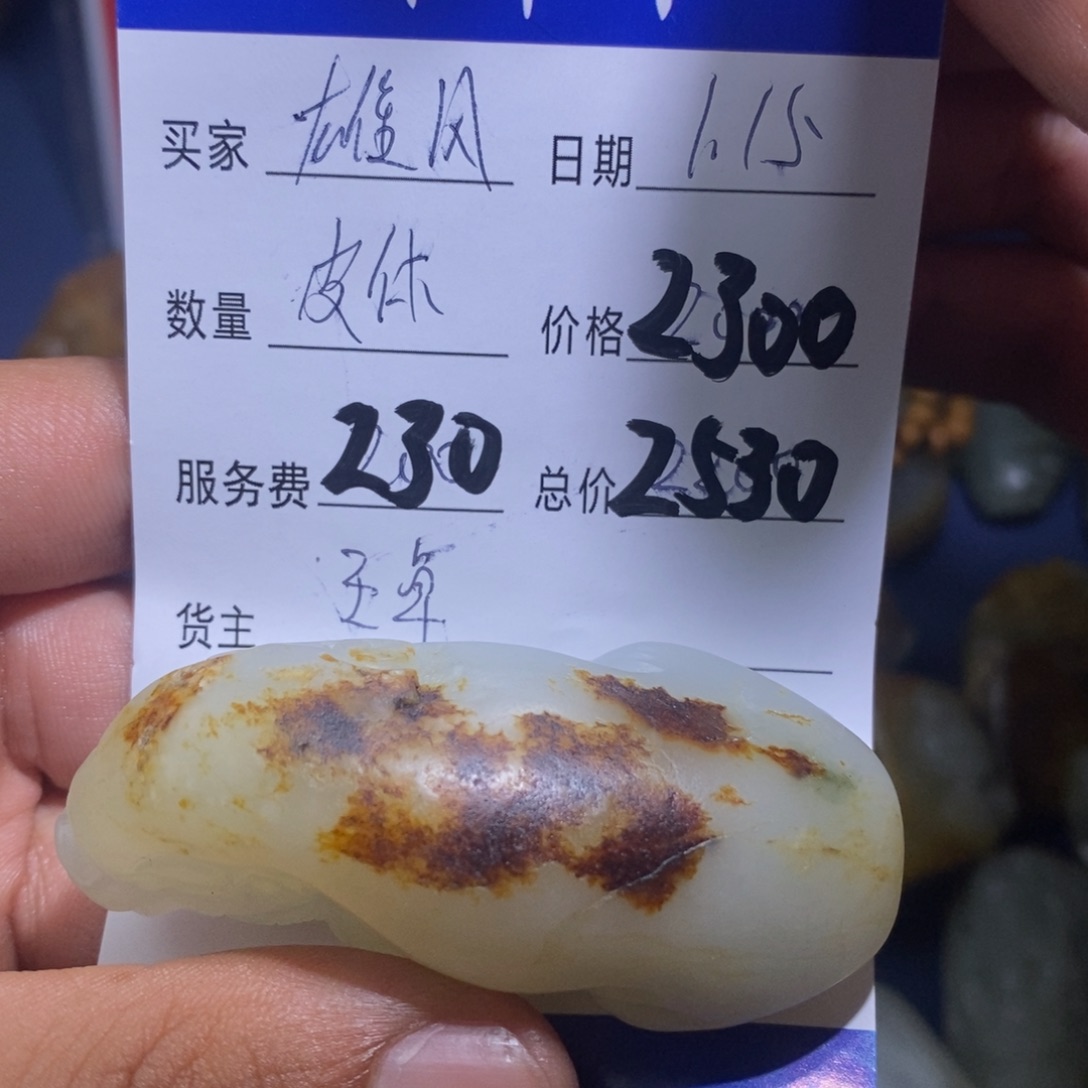 买家 雄风 日期 1.15
数量 皮体 价格 2300
服务费 230 总价 2530
货主